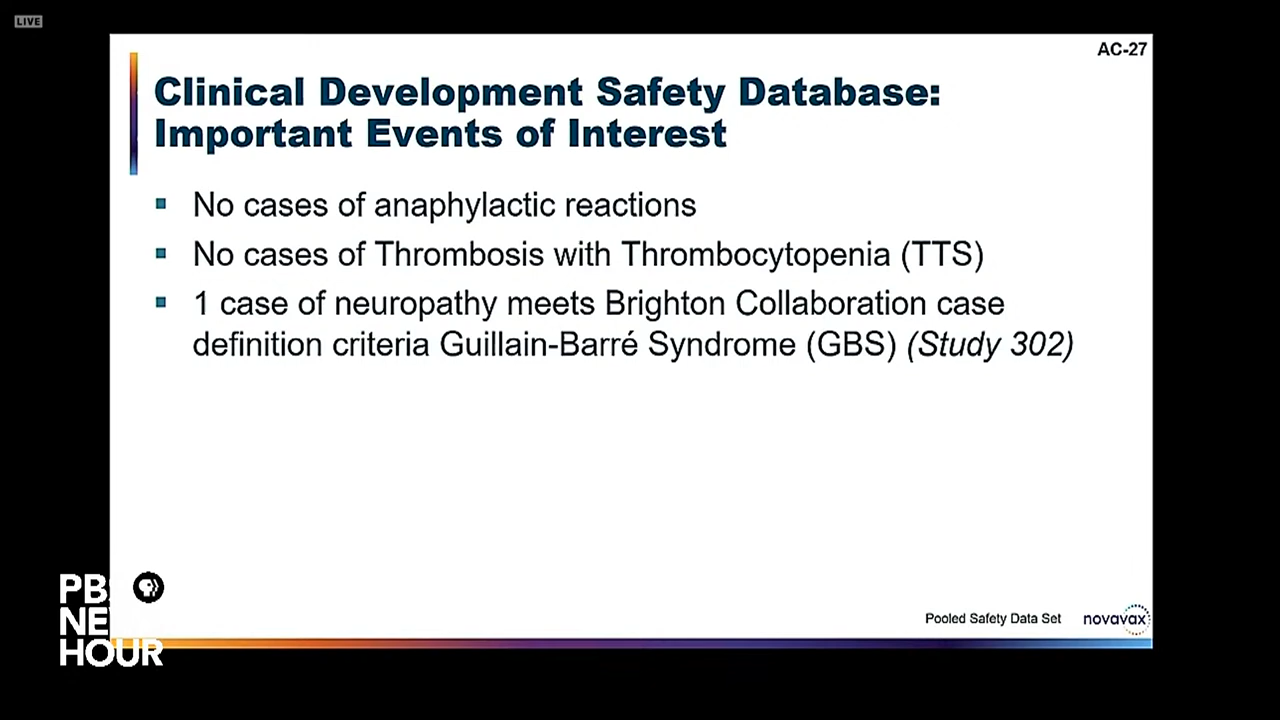 LIVE
AC-27
Clinical Development Safety Database:
Important Events of Interest
No cases of anaphylactic reactions
No cases of Thrombosis with Thrombocytopenia (TTS)
1 case of neuropathy meets Brighton Collaboration case
definition criteria Guillain-Barré Syndrome (GBS) (Study 302)
Pooled Safety Data Set
novavax
PB
NE
HOUR